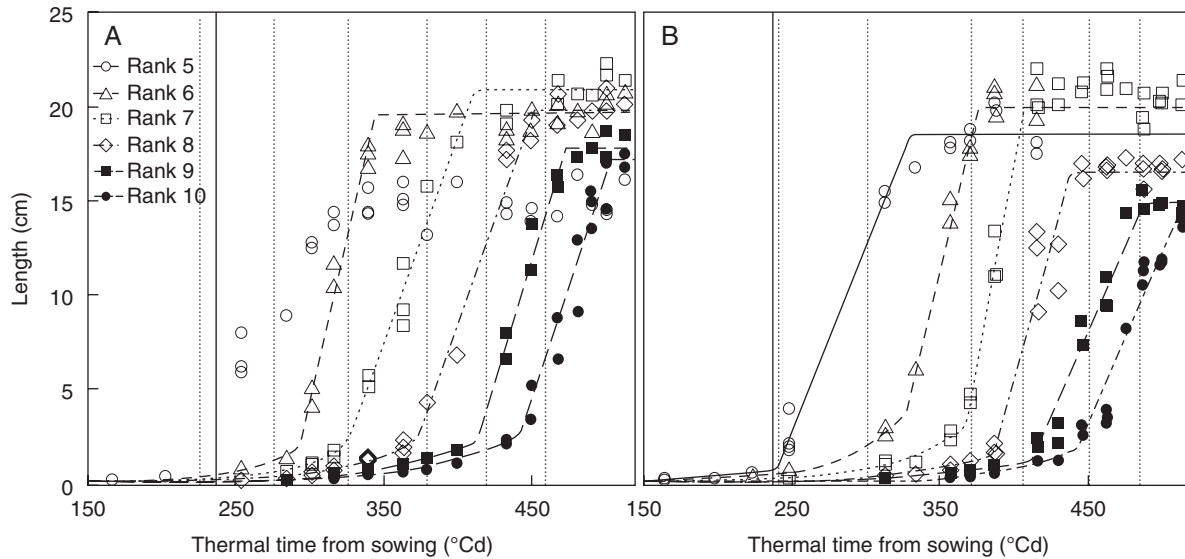 A
B
Rank 5
Rank 6
Rank 7
Rank 8
Rank 9
Rank 10
Length (cm)
25
20
15
10
5
0
150 250 350 450
150 250 350 450
Thermal time from sowing (°Cd)
Thermal time from sowing (°Cd)